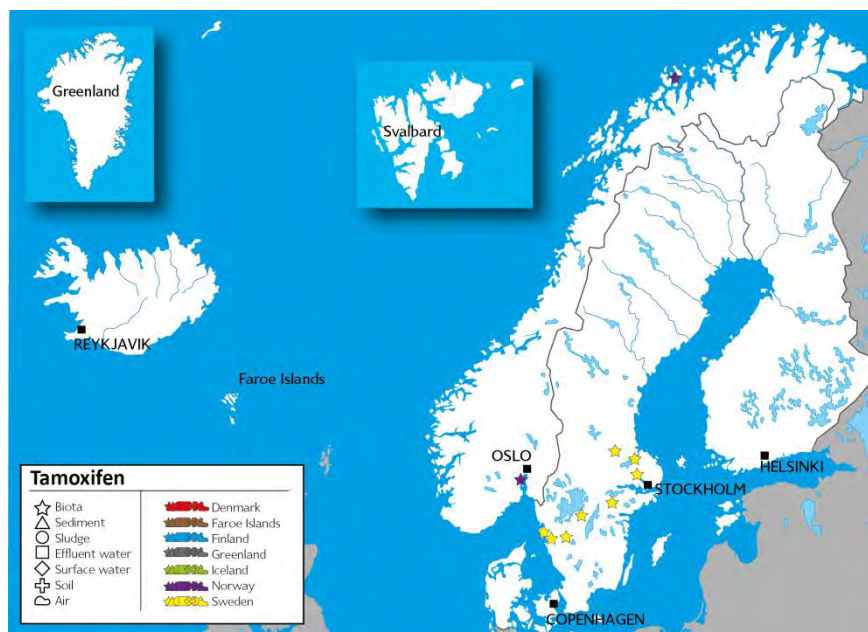 Greenland
Svalbard
REYKJAVIK
Faroe Islands
OSLO
HELSINKI
STOCKHOLM
COPENHAGEN
Tamoxifen
Biota
Sediment
Sludge
Effluent water
Surface water
Soil
Air
Denmark
Faroe Islands
Finland
Greenland
Iceland
Norway
Sweden